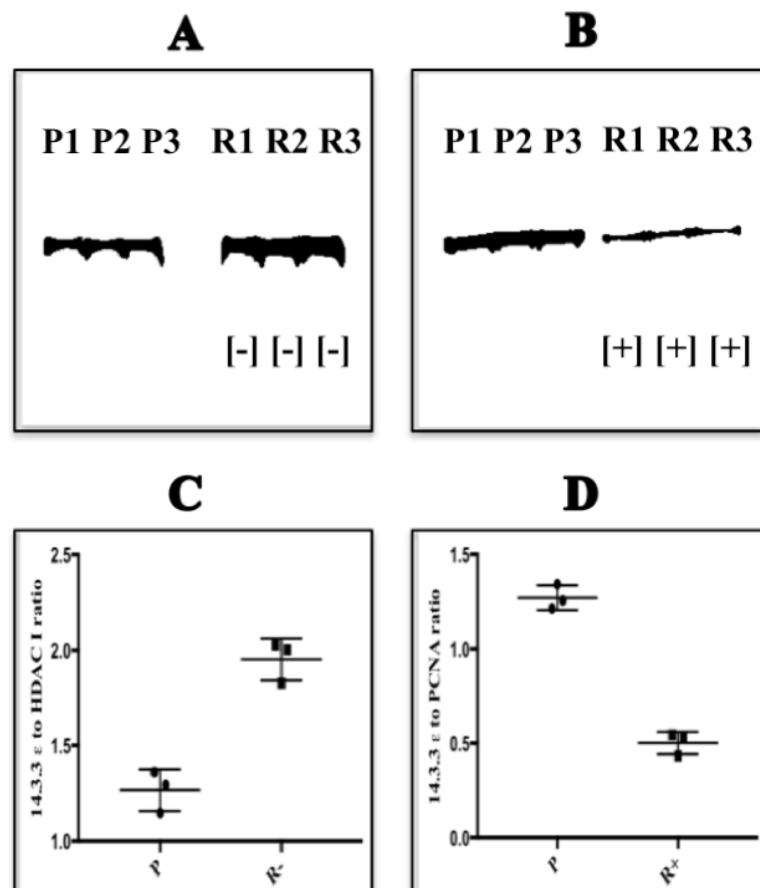 A
P1 P2 P3 R1 R2 R3
[-] [-] [-]
B
P1 P2 P3 R1 R2 R3
[+] [+] [+]
C
14.3.3 ε to HDAC I ratio
2.5
2.0
1.5
1.0
P
R-
D
14.3.3 ε to PCNA ratio
1.5
1.0
0.5
0.0
P
R+